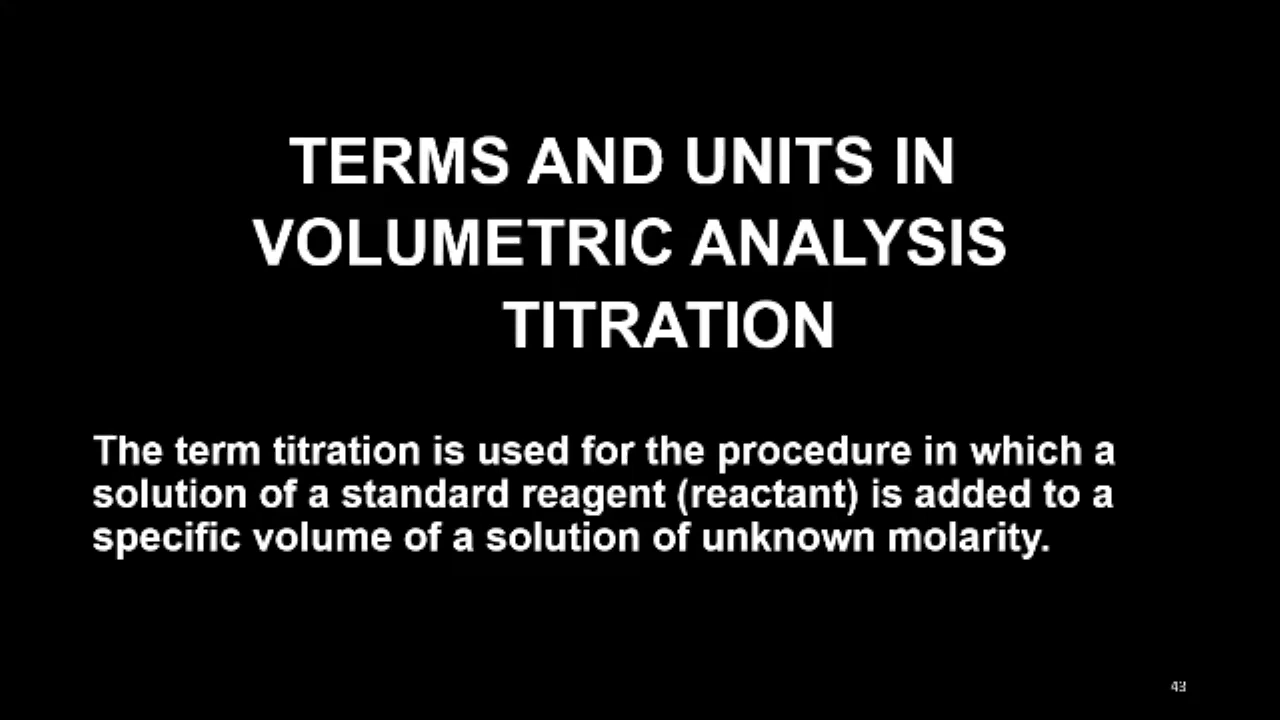 TERMS AND UNITS IN
VOLUMETRIC ANALYSIS
TITRATION
The term titration is used for the procedure in which a
solution of a standard reagent (reactant) is added to a
specific volume of a solution of unknown molarity.
43